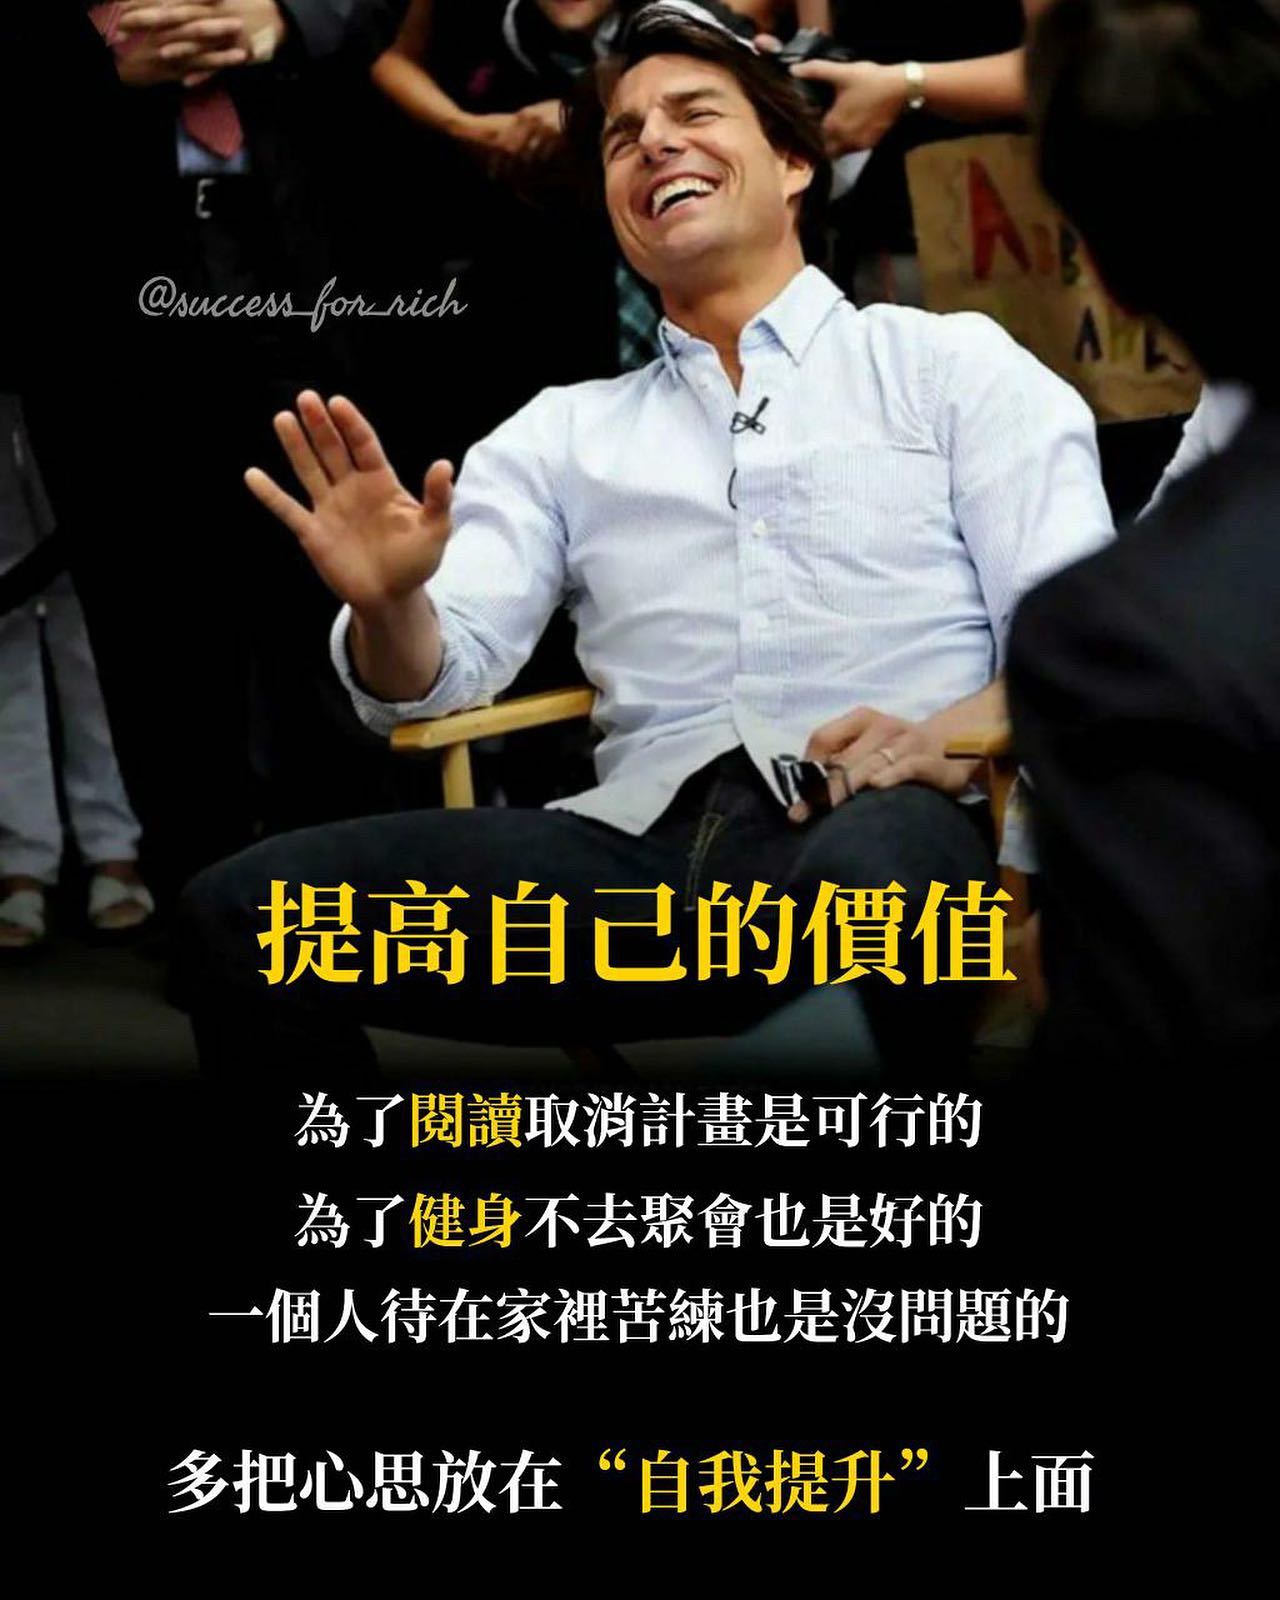 @success_for_rich
提高自己的價值
為了閱讀取消計畫是可行的
為了健身不去聚會也是好的
一個人待在家裡苦練也是沒問題的
多把心思放在“自我提升”上面